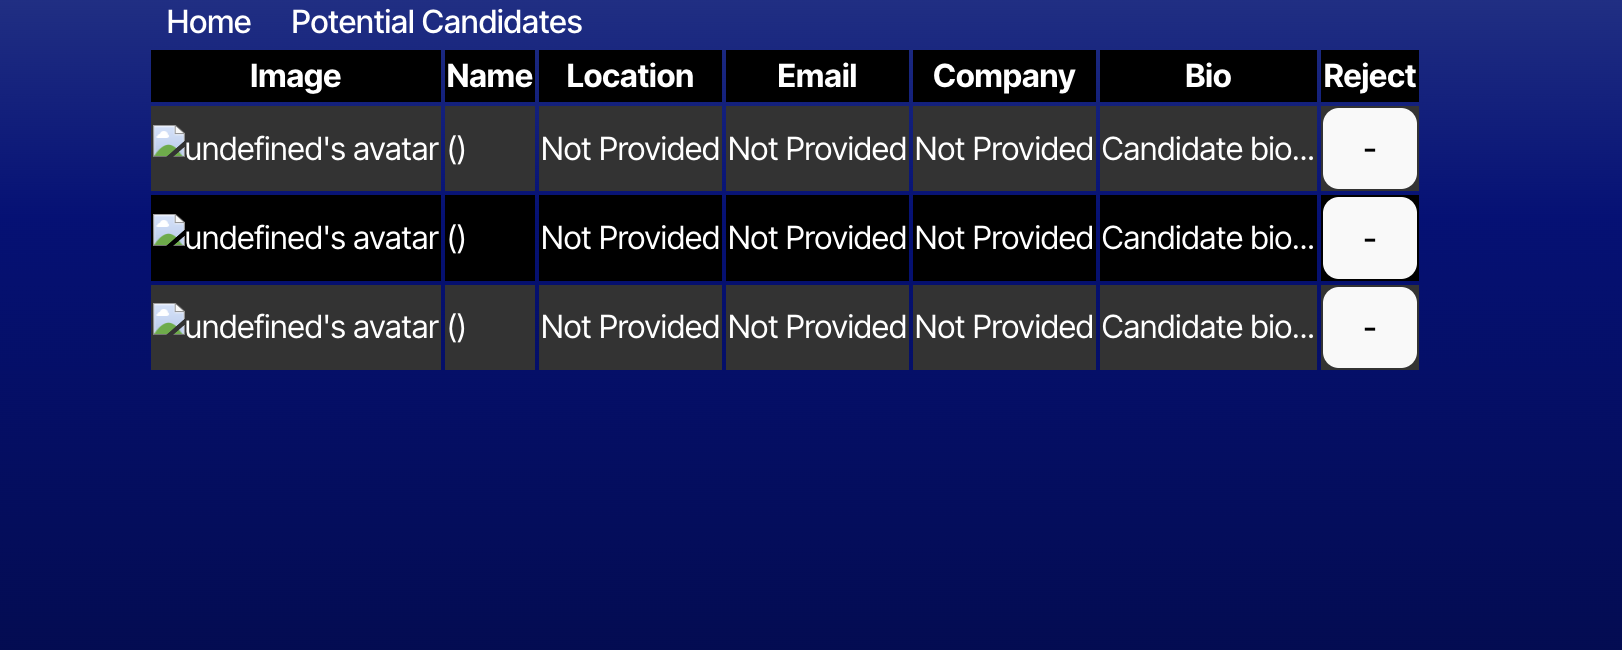 Home Potential Candidates
Image Name Location Email Company Bio Reject
undefined's avatar () Not Provided Not Provided Not Provided Candidate bio... -
undefined's avatar () Not Provided Not Provided Not Provided Candidate bio... -
undefined's avatar () Not Provided Not Provided Not Provided Candidate bio... -